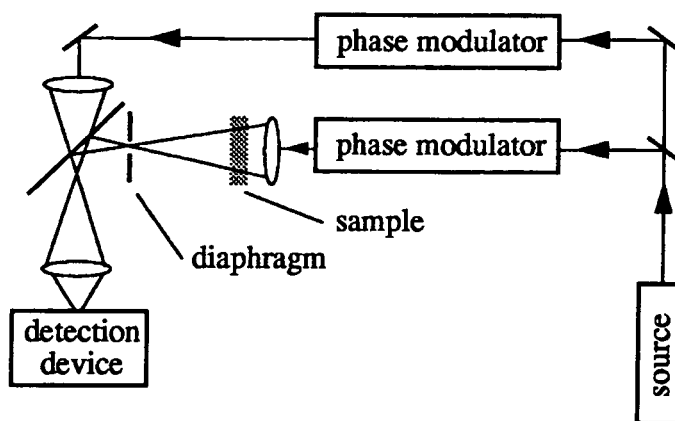 phase modulator
phase modulator
sample
diaphragm
detection
device
source